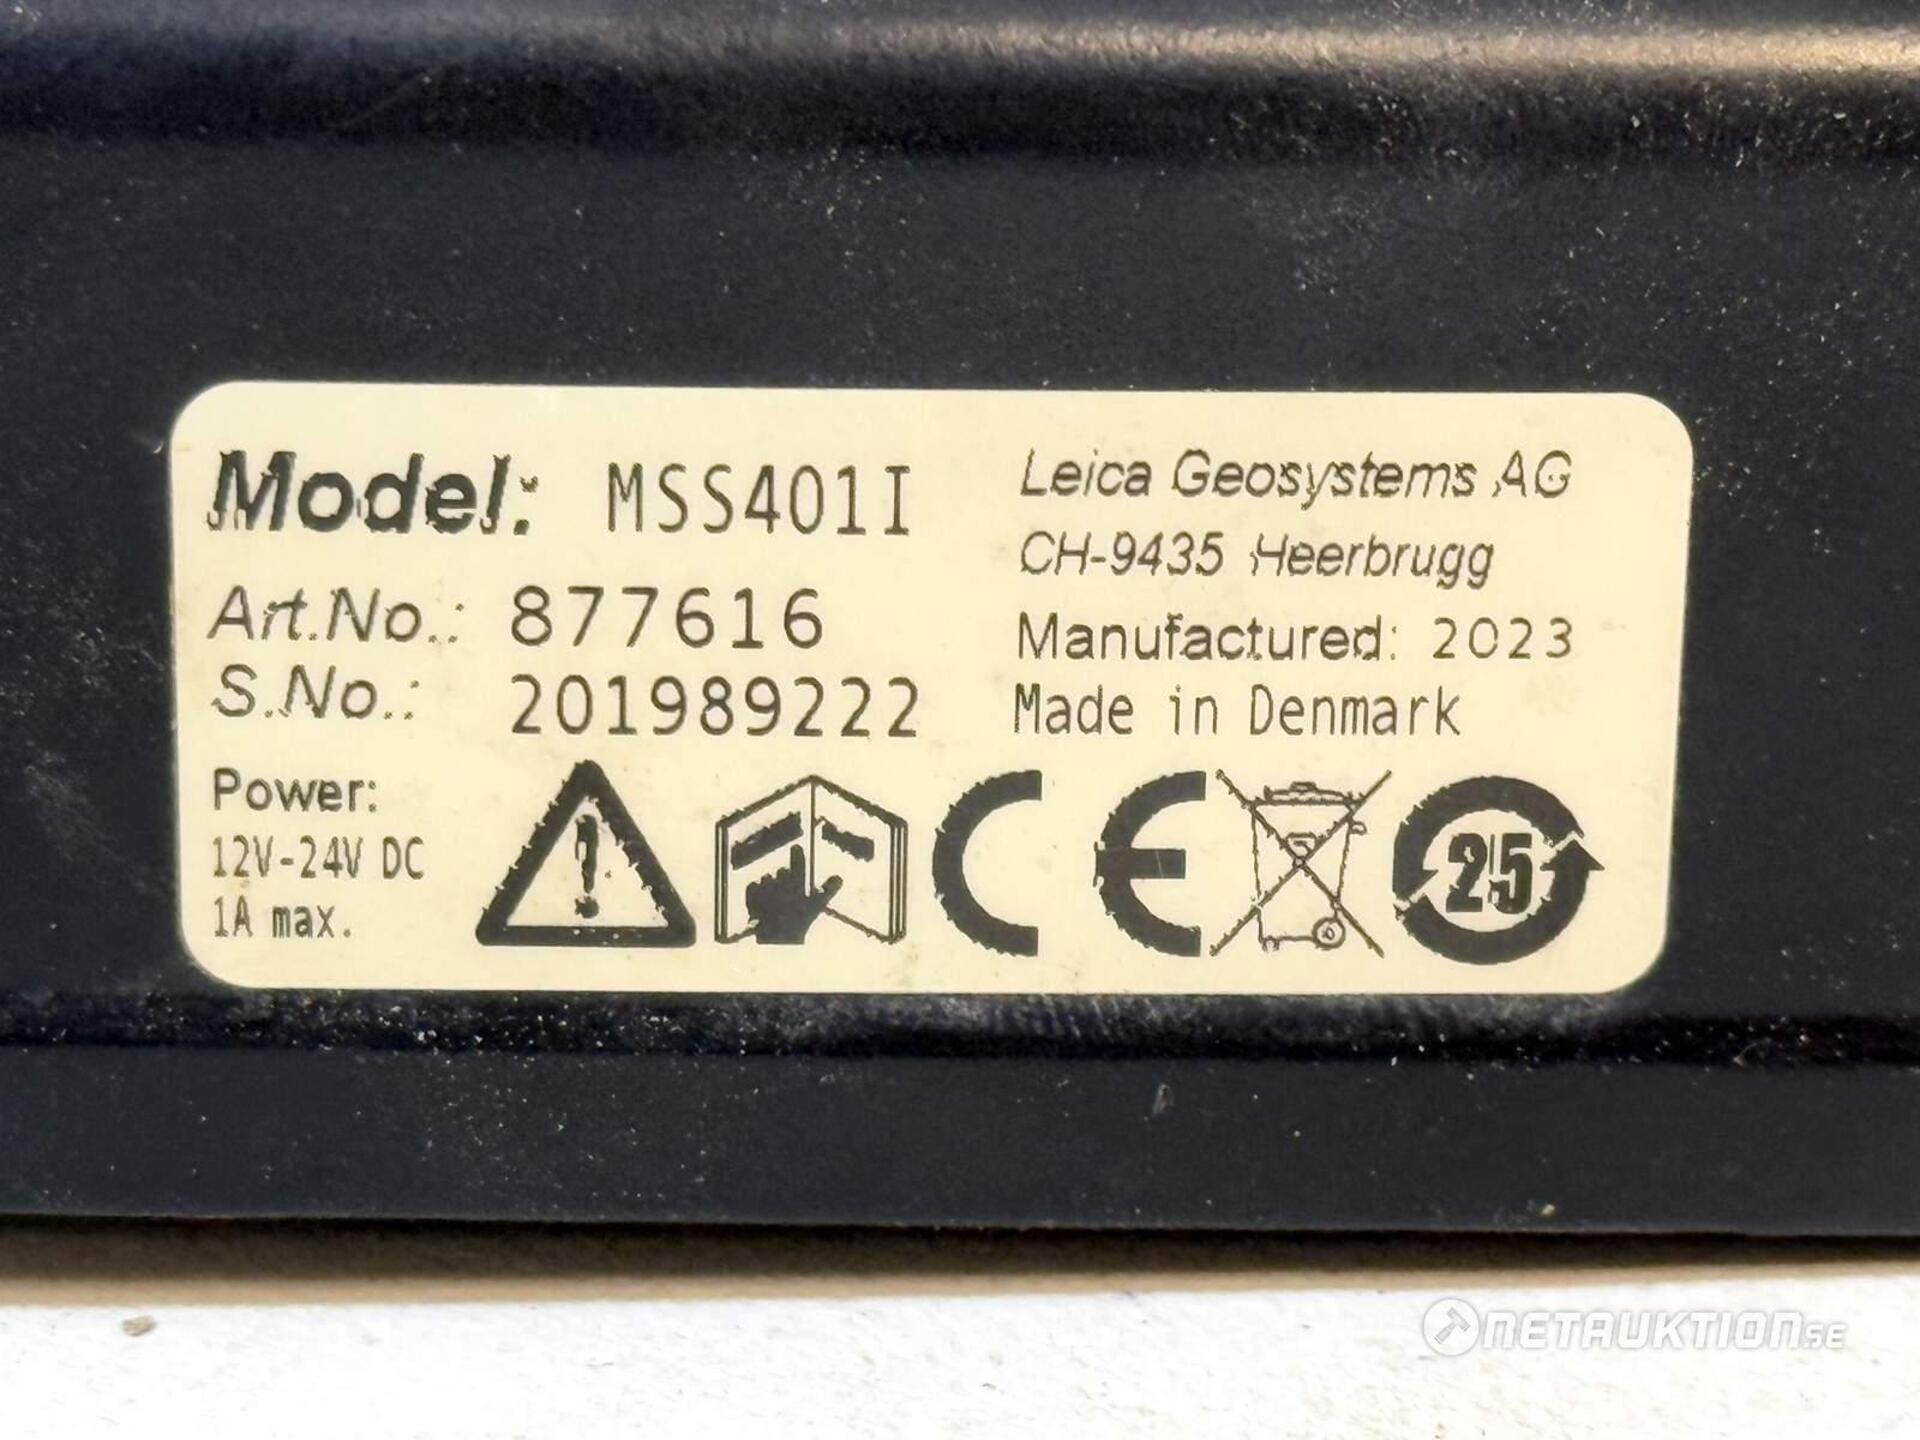 Model: MSS401I
Art.No.: 877616
S.No.: 201989222
Power:
12V-24V DC
1A max.
Leica Geosystems AG
CH-9435 Heerbrugg
Manufactured: 2023
Made in Denmark
CE
25
NETAUKTION.SE